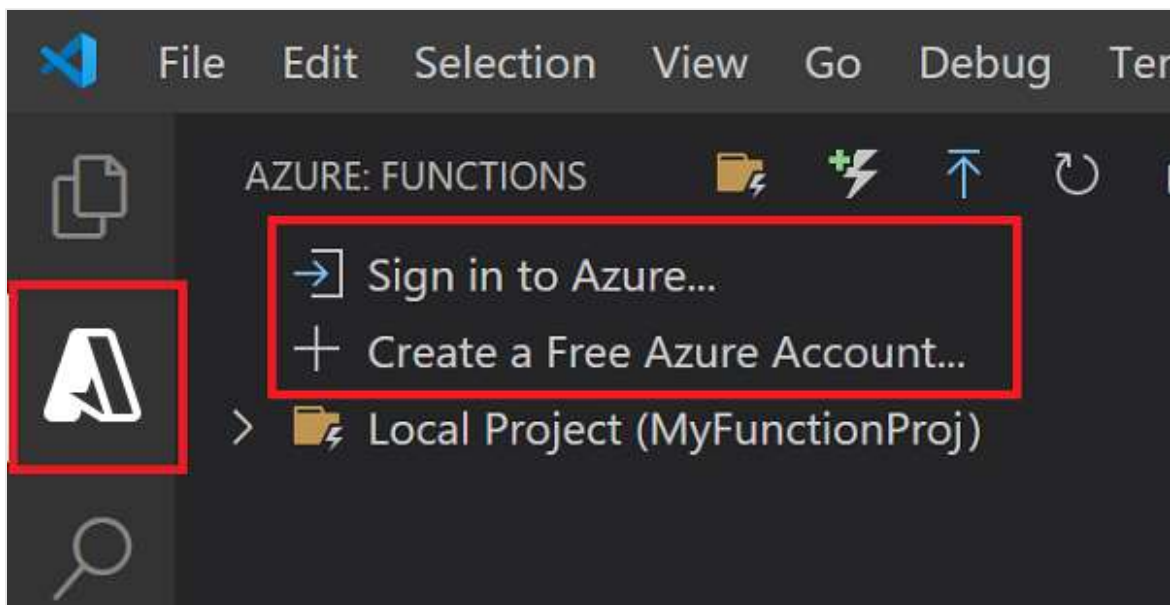 File Edit Selection View Go Debug Ter
AZURE: FUNCTIONS
Sign in to Azure...
Create a Free Azure Account...
Local Project (MyFunctionProj)